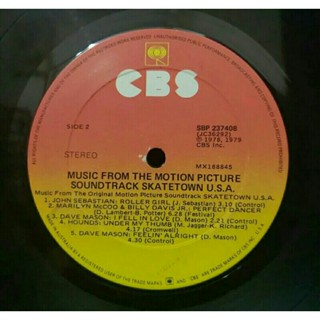 CBS
SIDE 2
SBP 237408
(JC36292)
℗ 1978, 1979
CBS Inc.
STEREO
MX188845
MUSIC FROM THE MOTION PICTURE
SOUNDTRACK SKATETOWN U.S.A.
Music From The Original Motion Picture Soundtrack SKATETOWN U.S.A.
1. JOHN SEBASTIAN: ROLLER GIRL (J. Sebastian) 3.10 (Control)
2. MARILYN McCOO & BILLY DAVIS JR: PERFECT DANCER
(D. Lambert-B. Potter) 6.28 (Festival)
3. DAVE MASON: I FELL IN LOVE (D. Mason) 2.21 (Control)
4. HOUNDS: UNDER MY THUMB (M. Jagger-K. Richard)
4.17 (Cromwell)
5. DAVE MASON: FEELIN' ALRIGHT (D. Mason)
4.30 (Control)